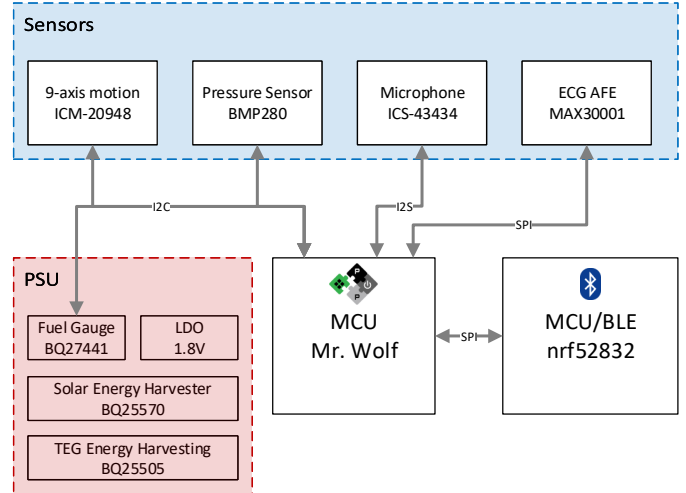 Sensors
9-axis motion
ICM-20948
Pressure Sensor
BMP280
Microphone
ICS-43434
ECG AFE
MAX30001
I2C
I2S
SPI
PSU
Fuel Gauge
BQ27441
LDO
1.8V
Solar Energy Harvester
BQ25570
TEG Energy Harvesting
BQ25505
P
P
MCU
Mr. Wolf
SPI
MCU/BLE
nrf52832